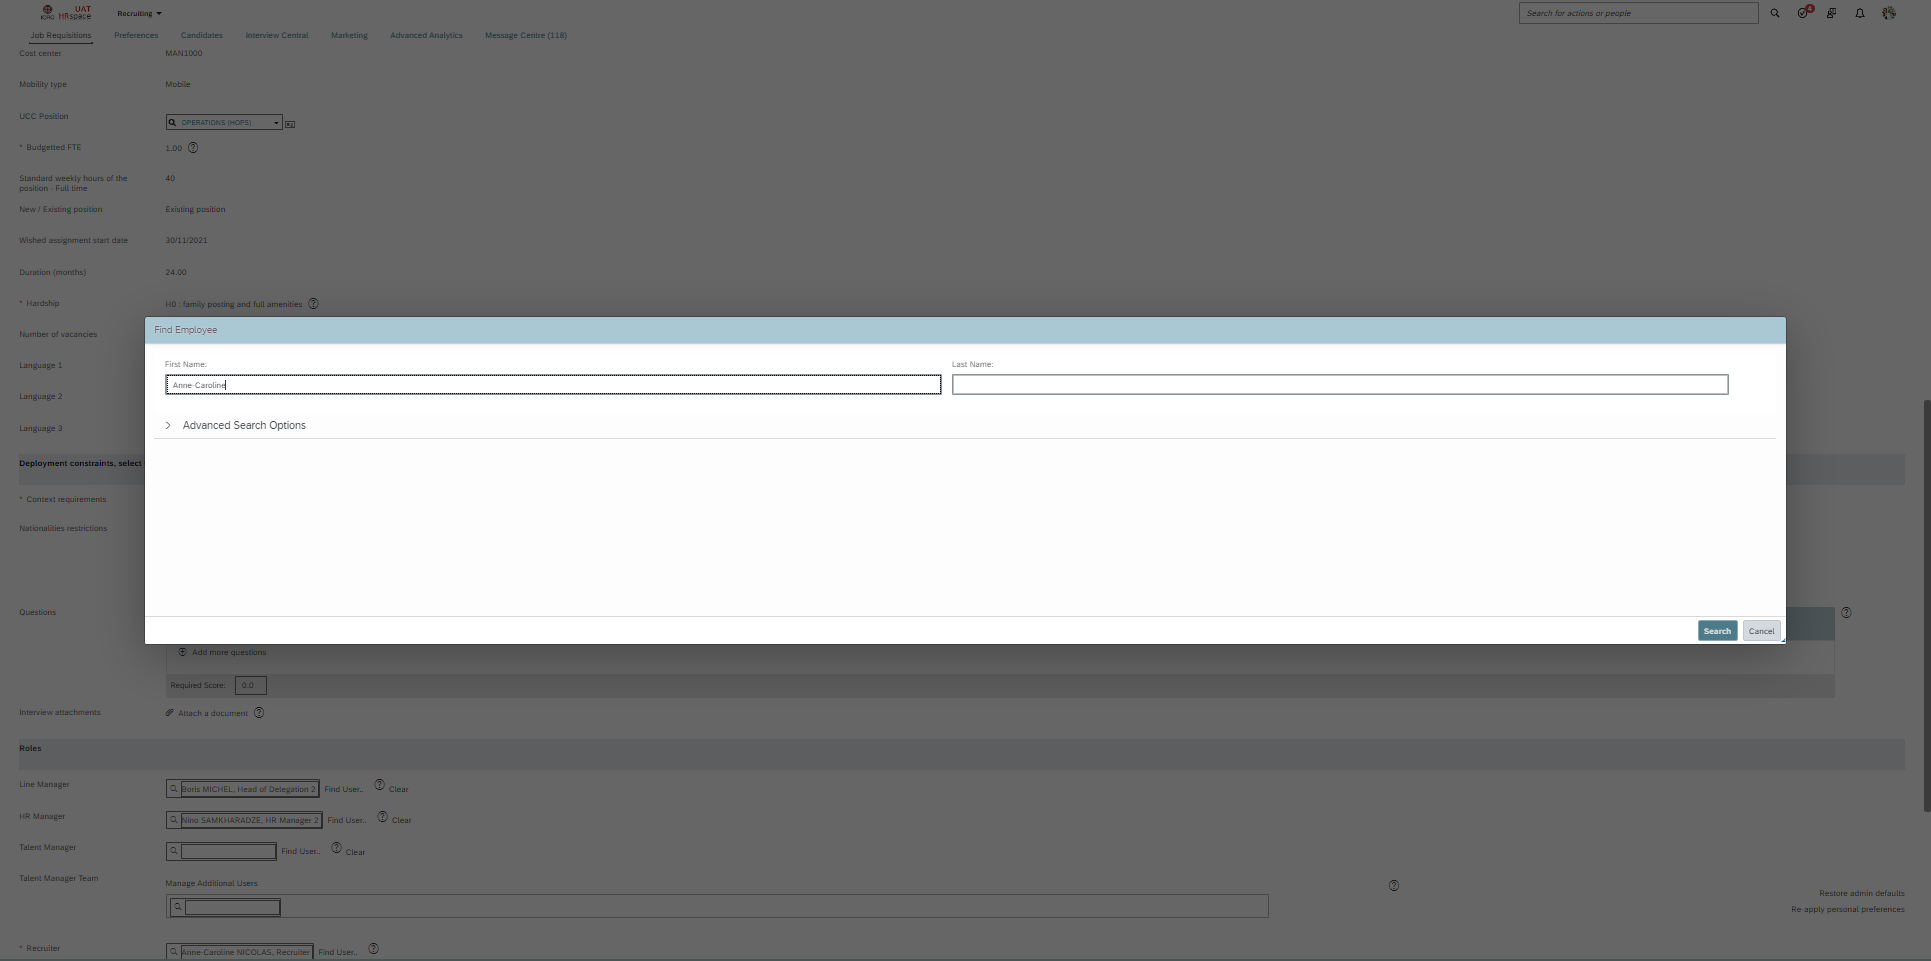 UAT
ICRC HRspace
Recruiting
Search for actions or people
4
Job Requisitions Preferences Candidates Interview Central Marketing Advanced Analytics Message Centre (118)
Cost center MAN1000
Mobility type Mobile
UCC Position OPERATIONS (HOPS)
* Budgetted FTE 1.00
Standard weekly hours of the position - Full time 40
New / Existing position Existing position
Wished assignment start date 30/11/2021
Duration (months) 24.00
* Hardship H0 : family posting and full amenities
Number of vacancies
Language 1
Language 2
Language 3
Deployment constraints, select
* Context requirements
Nationalities restrictions
Find Employee
First Name: Last Name:
Anne-Caroline
Advanced Search Options
Search Cancel
Questions
Add more questions
Required Score: 0.0
Interview attachments Attach a document
Roles
Line Manager Boris MICHEL, Head of Delegation 2 Find User.. Clear
HR Manager Nino SAMKHARADZE, HR Manager 2 Find User.. Clear
Talent Manager Find User.. Clear
Talent Manager Team Manage Additional Users
Restore admin defaults
Re-apply personal preferences
* Recruiter Anne-Caroline NICOLAS, Recruiter Find User..